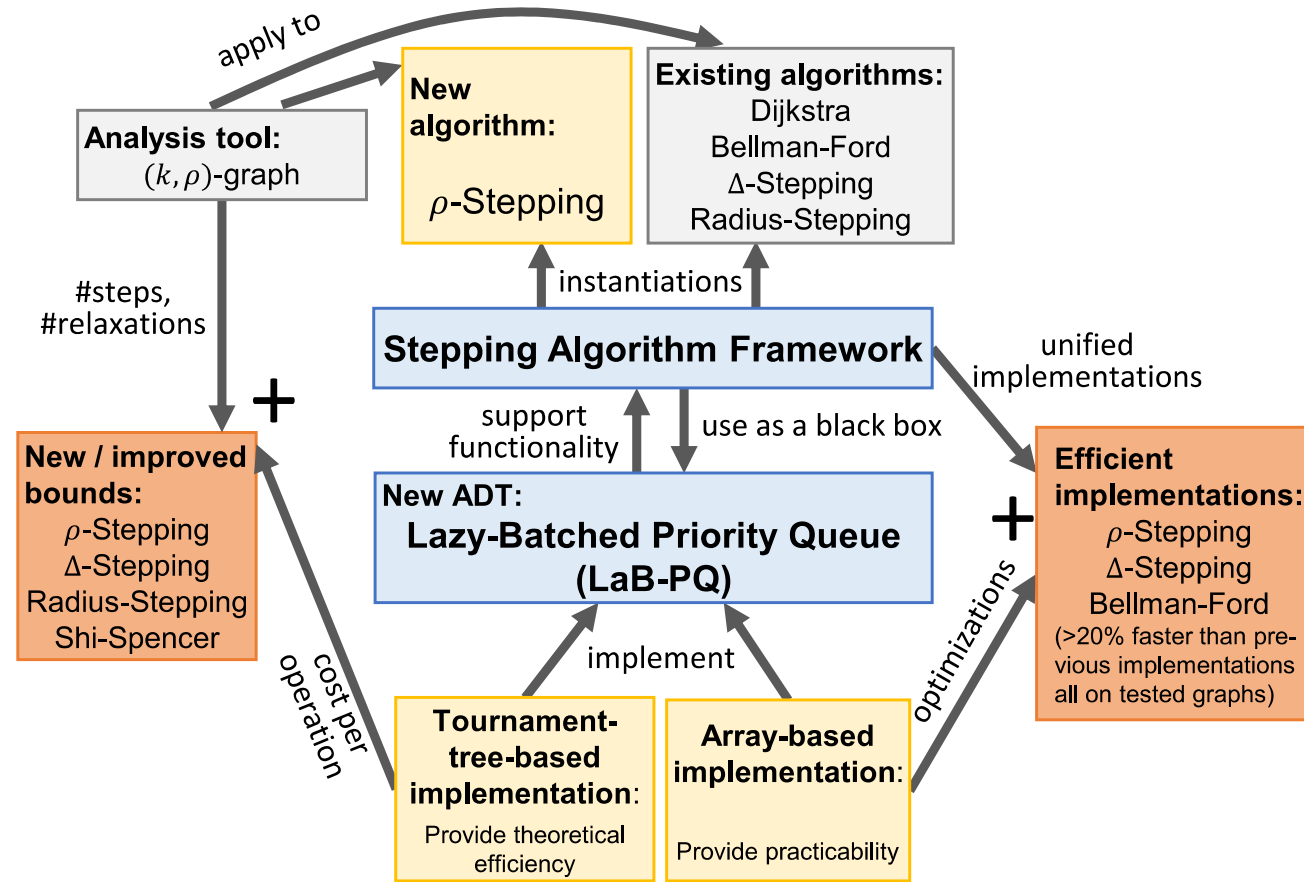 apply to
Analysis tool:
(k, ρ)-graph
New
algorithm:
ρ-Stepping
Existing algorithms:
Dijkstra
Bellman-Ford
Δ-Stepping
Radius-Stepping
#steps,
#relaxations
instantiations
Stepping Algorithm Framework
unified
implementations
+
support
functionality
use as a black box
New / improved
bounds:
ρ-Stepping
Δ-Stepping
Radius-Stepping
Shi-Spencer
New ADT:
Lazy-Batched Priority Queue
(LaB-PQ)
+
Efficient
implementations:
ρ-Stepping
Δ-Stepping
Bellman-Ford
(>20% faster than pre-
vious implementations
all on tested graphs)
cost per
operation
implement
optimizations
Tournament-
tree-based
implementation:
Provide theoretical
efficiency
Array-based
implementation:
Provide practicability